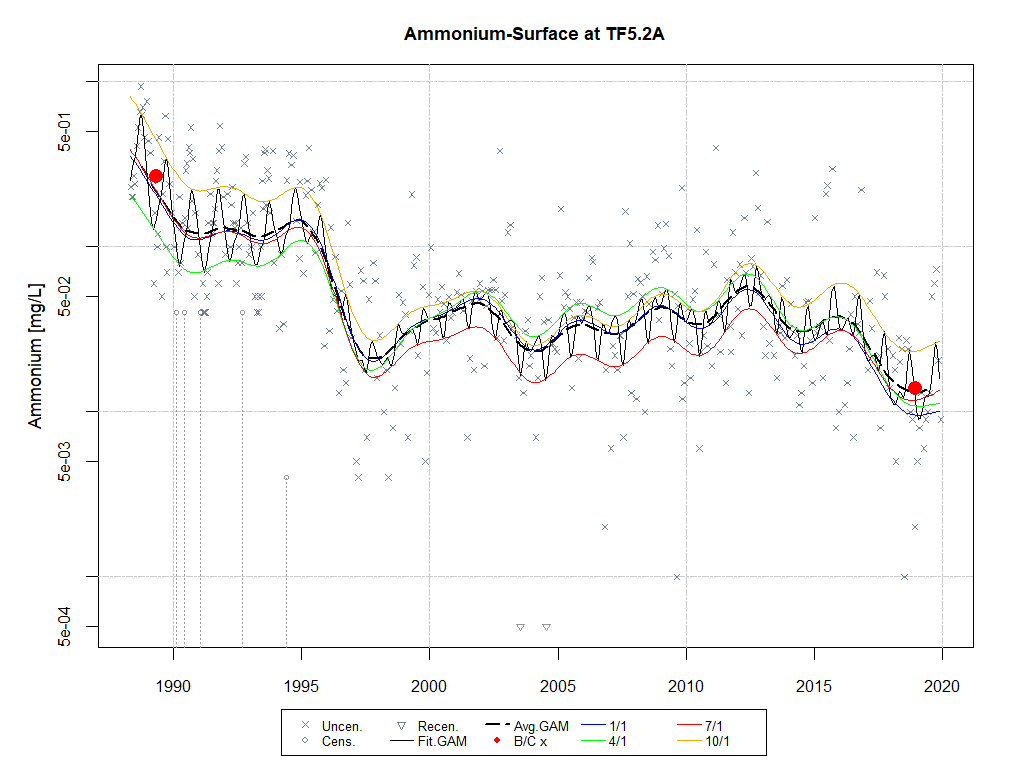 Ammonium-Surface at TF5.2A
Ammonium [mg/L]
5e-01
5e-02
5e-03
5e-04
1990 1995 2000 2005 2010 2015 2020
Uncen. Recen. Avg.GAM 1/1 7/1
Cens. Fit.GAM B/C x 4/1 10/1